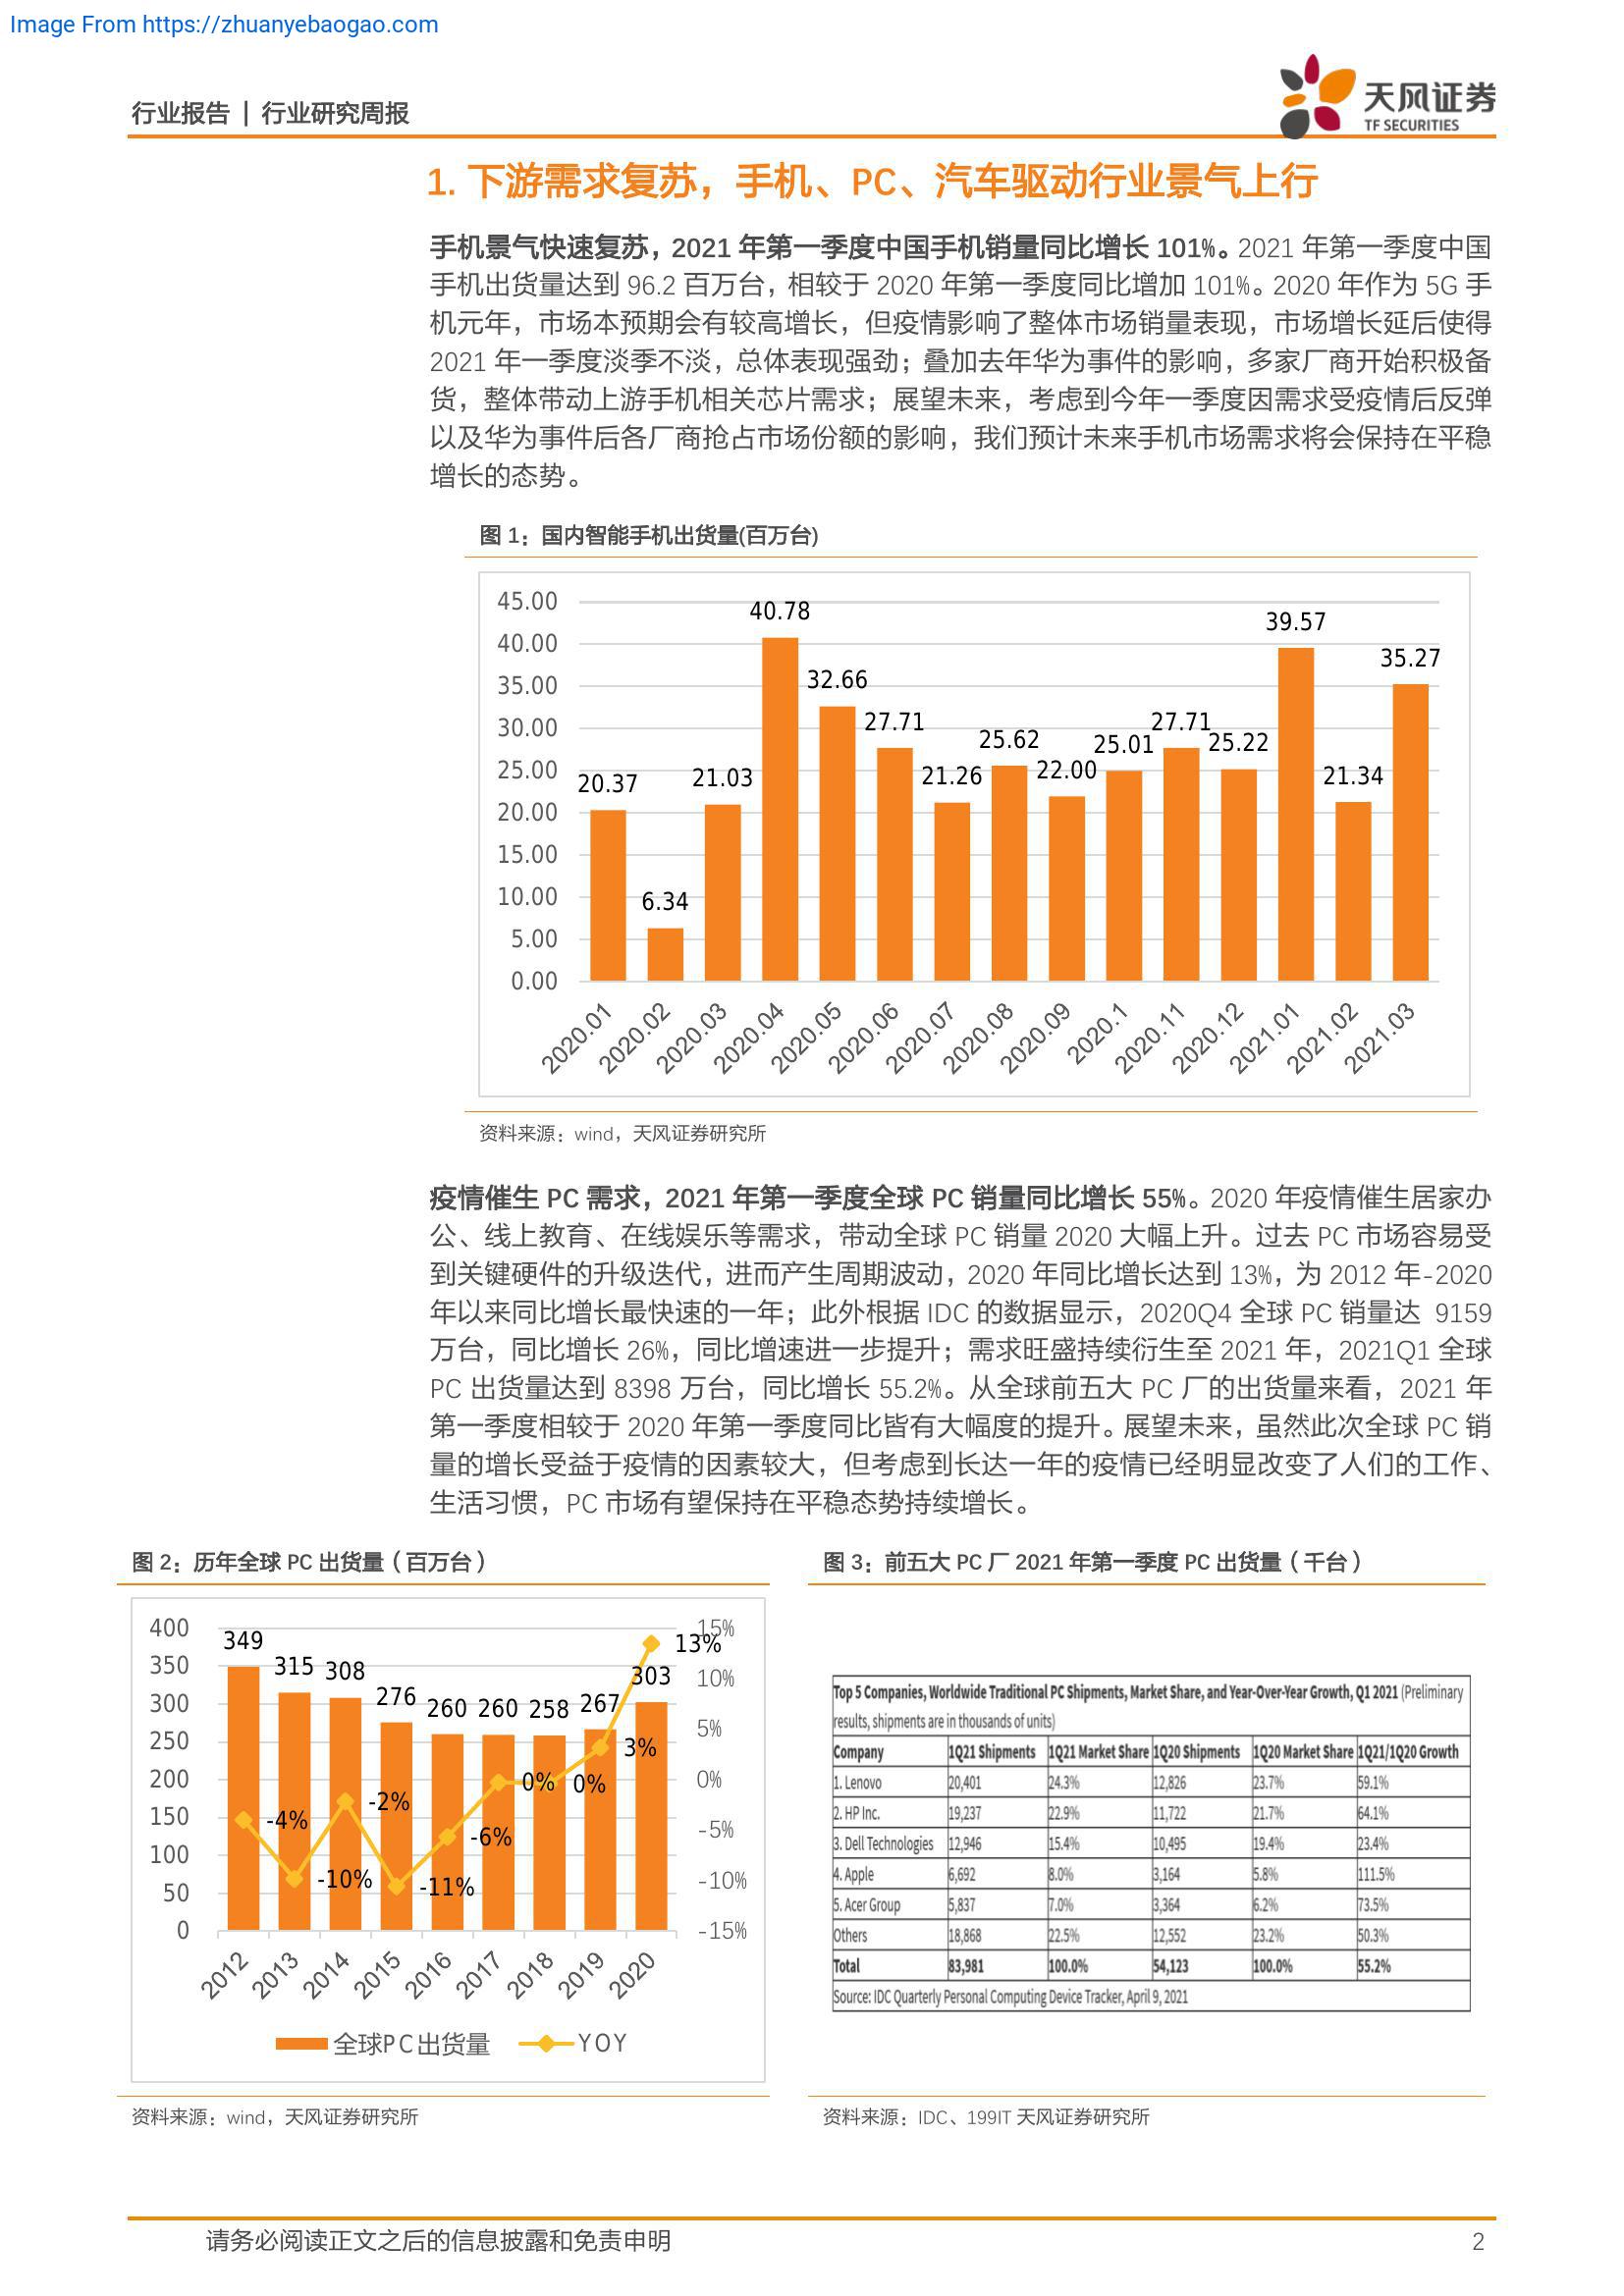 Image From https://zhuanyebaogao.com
行业报告 | 行业研究周报
天风证券
TF SECURITIES
1. 下游需求复苏，手机、PC、汽车驱动行业景气上行
手机景气快速复苏，2021 年第一季度中国手机销量同比增长 101%。2021 年第一季度中国
手机出货量达到 96.2 百万台，相较于 2020 年第一季度同比增加 101%。2020 年作为 5G 手
机元年，市场本预期会有较高增长，但疫情影响了整体市场销量表现，市场增长延后使得
2021 年一季度淡季不淡，总体表现强劲；叠加去年华为事件的影响，多家厂商开始积极备
货，整体带动上游手机相关芯片需求；展望未来，考虑到今年一季度因需求受疫情后反弹
以及华为事件后各厂商抢占市场份额的影响，我们预计未来手机市场需求将会保持在平稳
增长的态势。
图 1：国内智能手机出货量(百万台)
45.00
40.00
35.00
30.00
25.00
20.00
15.00
10.00
5.00
0.00
20.37 6.34 21.03 40.78 32.66 27.71 21.26 25.62 22.00 25.01 27.71 25.22 39.57 21.34 35.27
2020.01 2020.02 2020.03 2020.04 2020.05 2020.06 2020.07 2020.08 2020.09 2020.1 2020.11 2020.12 2021.01 2021.02 2021.03
资料来源：wind，天风证券研究所
疫情催生 PC 需求，2021 年第一季度全球 PC 销量同比增长 55%。2020 年疫情催生居家办
公、线上教育、在线娱乐等需求，带动全球 PC 销量 2020 大幅上升。过去 PC 市场容易受
到关键硬件的升级迭代，进而产生周期波动，2020 年同比增长达到 13%，为 2012 年-2020
年以来同比增长最快速的一年；此外根据 IDC 的数据显示，2020Q4 全球 PC 销量达 9159
万台，同比增长 26%，同比增速进一步提升；需求旺盛持续衍生至 2021 年，2021Q1 全球
PC 出货量达到 8398 万台，同比增长 55.2%。从全球前五大 PC 厂的出货量来看，2021 年
第一季度相较于 2020 年第一季度同比皆有大幅度的提升。展望未来，虽然此次全球 PC 销
量的增长受益于疫情的因素较大，但考虑到长达一年的疫情已经明显改变了人们的工作、
生活习惯，PC 市场有望保持在平稳态势持续增长。
图 2：历年全球 PC 出货量（百万台）
400
350
300
250
200
150
100
50
0
349 315 308 276 260 260 258 267 303
-4% -10% -2% -11% -6% 0% 0% 3% 13%
15%
10%
5%
0%
-5%
-10%
-15%
2012 2013 2014 2015 2016 2017 2018 2019 2020
全球PC出货量 YOY
资料来源：wind，天风证券研究所
图 3：前五大 PC 厂 2021 年第一季度 PC 出货量（千台）
Top 5 Companies, Worldwide Traditional PC Shipments, Market Share, and Year-Over-Year Growth, Q1 2021 (Preliminary
results, shipments are in thousands of units)
Company 1Q21 Shipments 1Q21 Market Share 1Q20 Shipments 1Q20 Market Share 1Q21/1Q20 Growth
1. Lenovo 20,401 24.3% 12,826 23.7% 59.1%
2. HP Inc. 19,237 22.9% 11,722 21.7% 64.1%
3. Dell Technologies 12,946 15.4% 10,495 19.4% 23.4%
4. Apple 6,692 8.0% 3,164 5.8% 111.5%
5. Acer Group 5,837 7.0% 3,364 6.2% 73.5%
Others 18,868 22.5% 12,552 23.2% 50.3%
Total 83,981 100.0% 54,123 100.0% 55.2%
Source: IDC Quarterly Personal Computing Device Tracker, April 9, 2021
资料来源：IDC、199IT 天风证券研究所
请务必阅读正文之后的信息披露和免责申明
2